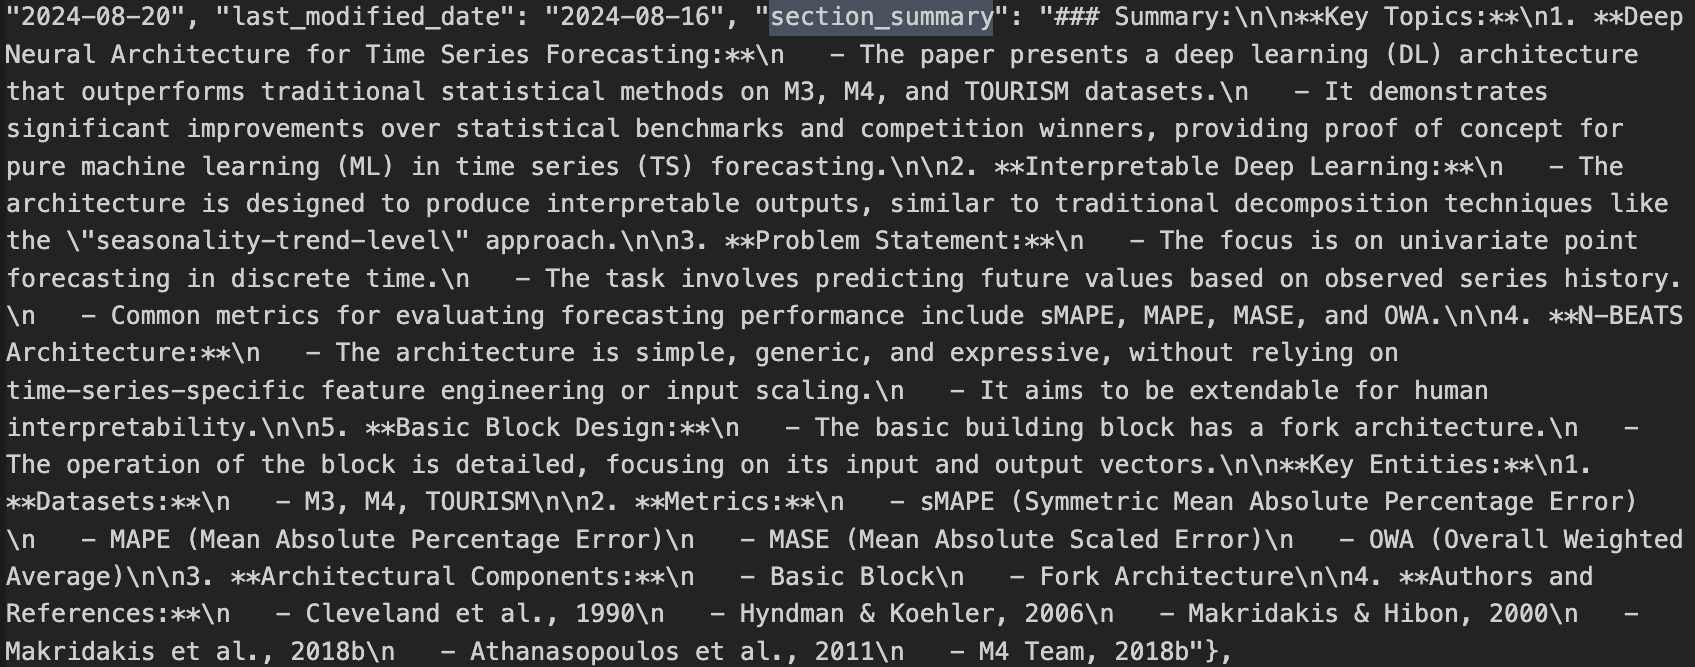 "2024-08-20", "last_modified_date": "2024-08-16", "section_summary": "### Summary:\n\n**Key Topics:**\n1. **Deep
Neural Architecture for Time Series Forecasting:**\n   - The paper presents a deep learning (DL) architecture
that outperforms traditional statistical methods on M3, M4, and TOURISM datasets.\n   - It demonstrates
significant improvements over statistical benchmarks and competition winners, providing proof of concept for
pure machine learning (ML) in time series (TS) forecasting.\n\n2. **Interpretable Deep Learning:**\n   - The
architecture is designed to produce interpretable outputs, similar to traditional decomposition techniques like
the \"seasonality-trend-level\" approach.\n\n3. **Problem Statement:**\n   - The focus is on univariate point
forecasting in discrete time.\n   - The task involves predicting future values based on observed series history.
\n   - Common metrics for evaluating forecasting performance include sMAPE, MAPE, MASE, and OWA.\n\n4. **N-BEATS
Architecture:**\n   - The architecture is simple, generic, and expressive, without relying on
time-series-specific feature engineering or input scaling.\n   - It aims to be extendable for human
interpretability.\n\n5. **Basic Block Design:**\n   - The basic building block has a fork architecture.\n   -
The operation of the block is detailed, focusing on its input and output vectors.\n\n**Key Entities:**\n1.
**Datasets:**\n   - M3, M4, TOURISM\n\n2. **Metrics:**\n   - sMAPE (Symmetric Mean Absolute Percentage Error)
\n   - MAPE (Mean Absolute Percentage Error)\n   - MASE (Mean Absolute Scaled Error)\n   - OWA (Overall Weighted
Average)\n\n3. **Architectural Components:**\n   - Basic Block\n   - Fork Architecture\n\n4. **Authors and
References:**\n   - Cleveland et al., 1990\n   - Hyndman & Koehler, 2006\n   - Makridakis & Hibon, 2000\n   -
Makridakis et al., 2018b\n   - Athanasopoulos et al., 2011\n   - M4 Team, 2018b"},